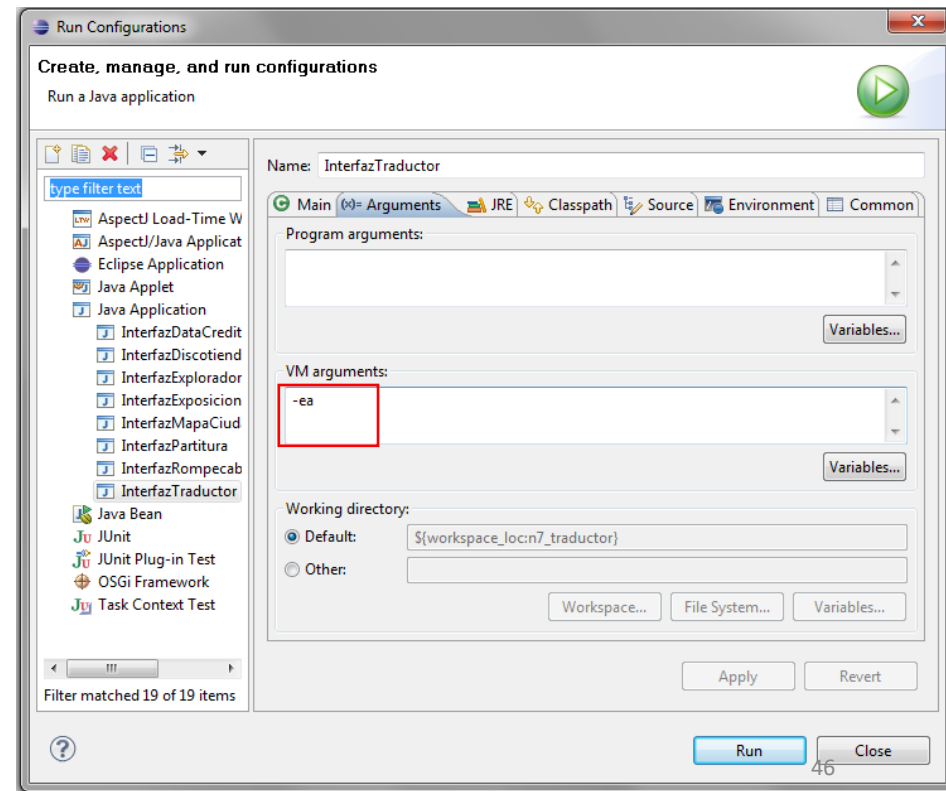 Run Configurations
Create, manage, and run configurations
Run a Java application
type filter text
AspectJ Load-Time W
AspectJ/Java Applicat
Eclipse Application
Java Applet
Java Application
InterfazDataCredit
InterfazDiscotiend
InterfazExplorador
InterfazExposicion
InterfazMapaCiud
InterfazPartitura
InterfazRompecab
InterfazTraductor
Java Bean
JUnit
JUnit Plug-in Test
OSGi Framework
Task Context Test
Filter matched 19 of 19 items
Name: InterfazTraductor
Main (x)= Arguments JRE Classpath Source Environment Common
Program arguments:
Variables...
VM arguments:
-ea
Variables...
Working directory:
Default: ${workspace_loc:n7_traductor}
Other:
Workspace... File System... Variables...
Apply Revert
Run Close
46